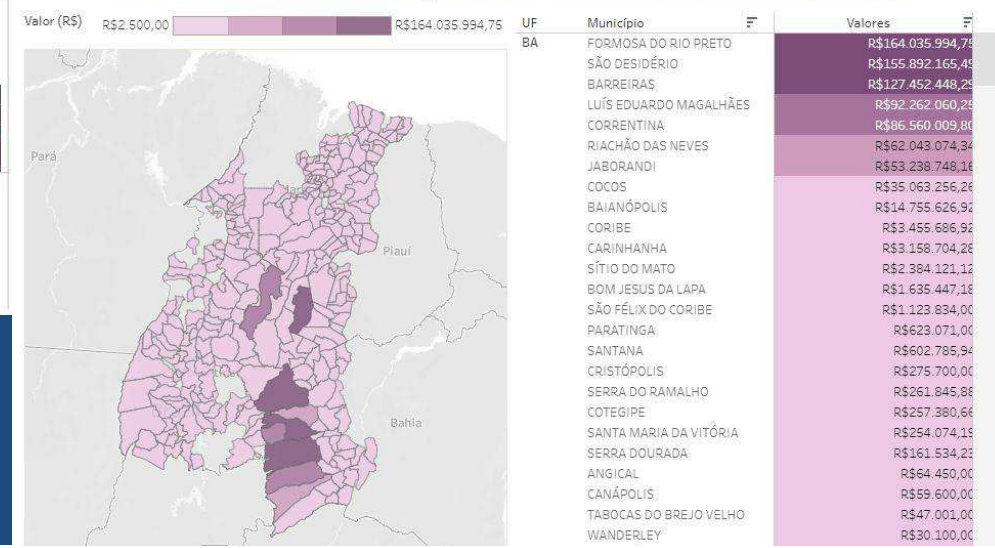 Valor (R$) R$2.500,00 R$164.035.994,75
Pará
Piauí
Bahia
UF Município Valores
BA FORMOSA DO RIO PRETO R$164.035.994,75
SÃO DESIDÉRIO R$155.892.165,49
BARREIRAS R$127.452.448,29
LUÍS EDUARDO MAGALHÃES R$92.262.060,25
CORRENTINA R$86.560.009,80
RIACHÃO DAS NEVES R$62.043.074,34
JABORANDI R$53.238.748,16
COCOS R$35.063.256,26
BAIANÓPOLIS R$14.755.626,92
CORIBE R$3.455.686,92
CARINHANHA R$3.158.704,28
SÍTIO DO MATO R$2.384.121,12
BOM JESUS DA LAPA R$1.635.447,18
SÃO FÉLIX DO CORIBE R$1.123.834,00
PARATINGA R$623.071,00
SANTANA R$602.785,94
CRISTÓPOLIS R$275.700,00
SERRA DO RAMALHO R$261.845,88
COTEGIPE R$257.380,66
SANTA MARIA DA VITÓRIA R$254.074,19
SERRA DOURADA R$161.534,23
ANGICAL R$64.450,00
CANÁPOLIS R$59.600,00
TABOCAS DO BREJO VELHO R$47.001,00
WANDERLEY R$30.100,00